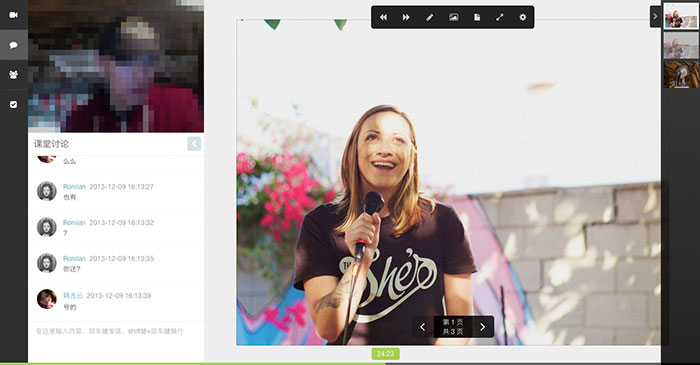 课堂讨论
么么
Ronilan 2013-12-09 16:13:27
也有
Ronilan 2013-12-09 16:13:32
?
Ronilan 2013-12-09 16:13:35
你还?
韩吉云 2013-12-09 16:13:39
号的
在这里输入内容, 回车键发送, shift键+回车键换行
THE
She's
第 1 页
共 3 页
24:23